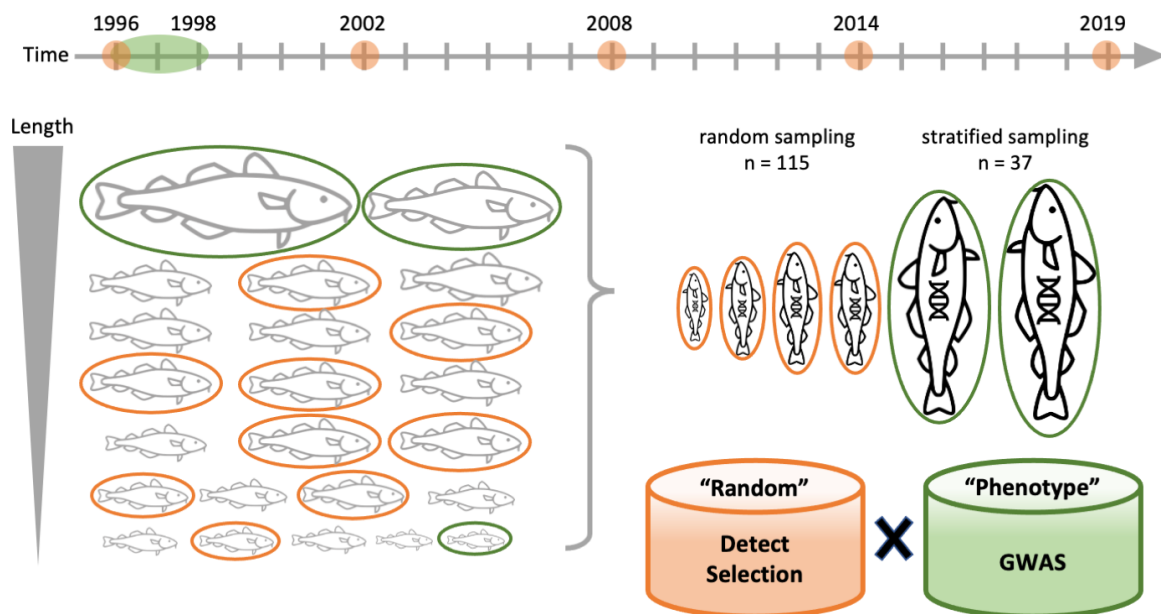 1996 1998 2002 2008 2014 2019
Time
Length
random sampling
n = 115
stratified sampling
n = 37
“Random”
Detect
Selection
“Phenotype”
GWAS